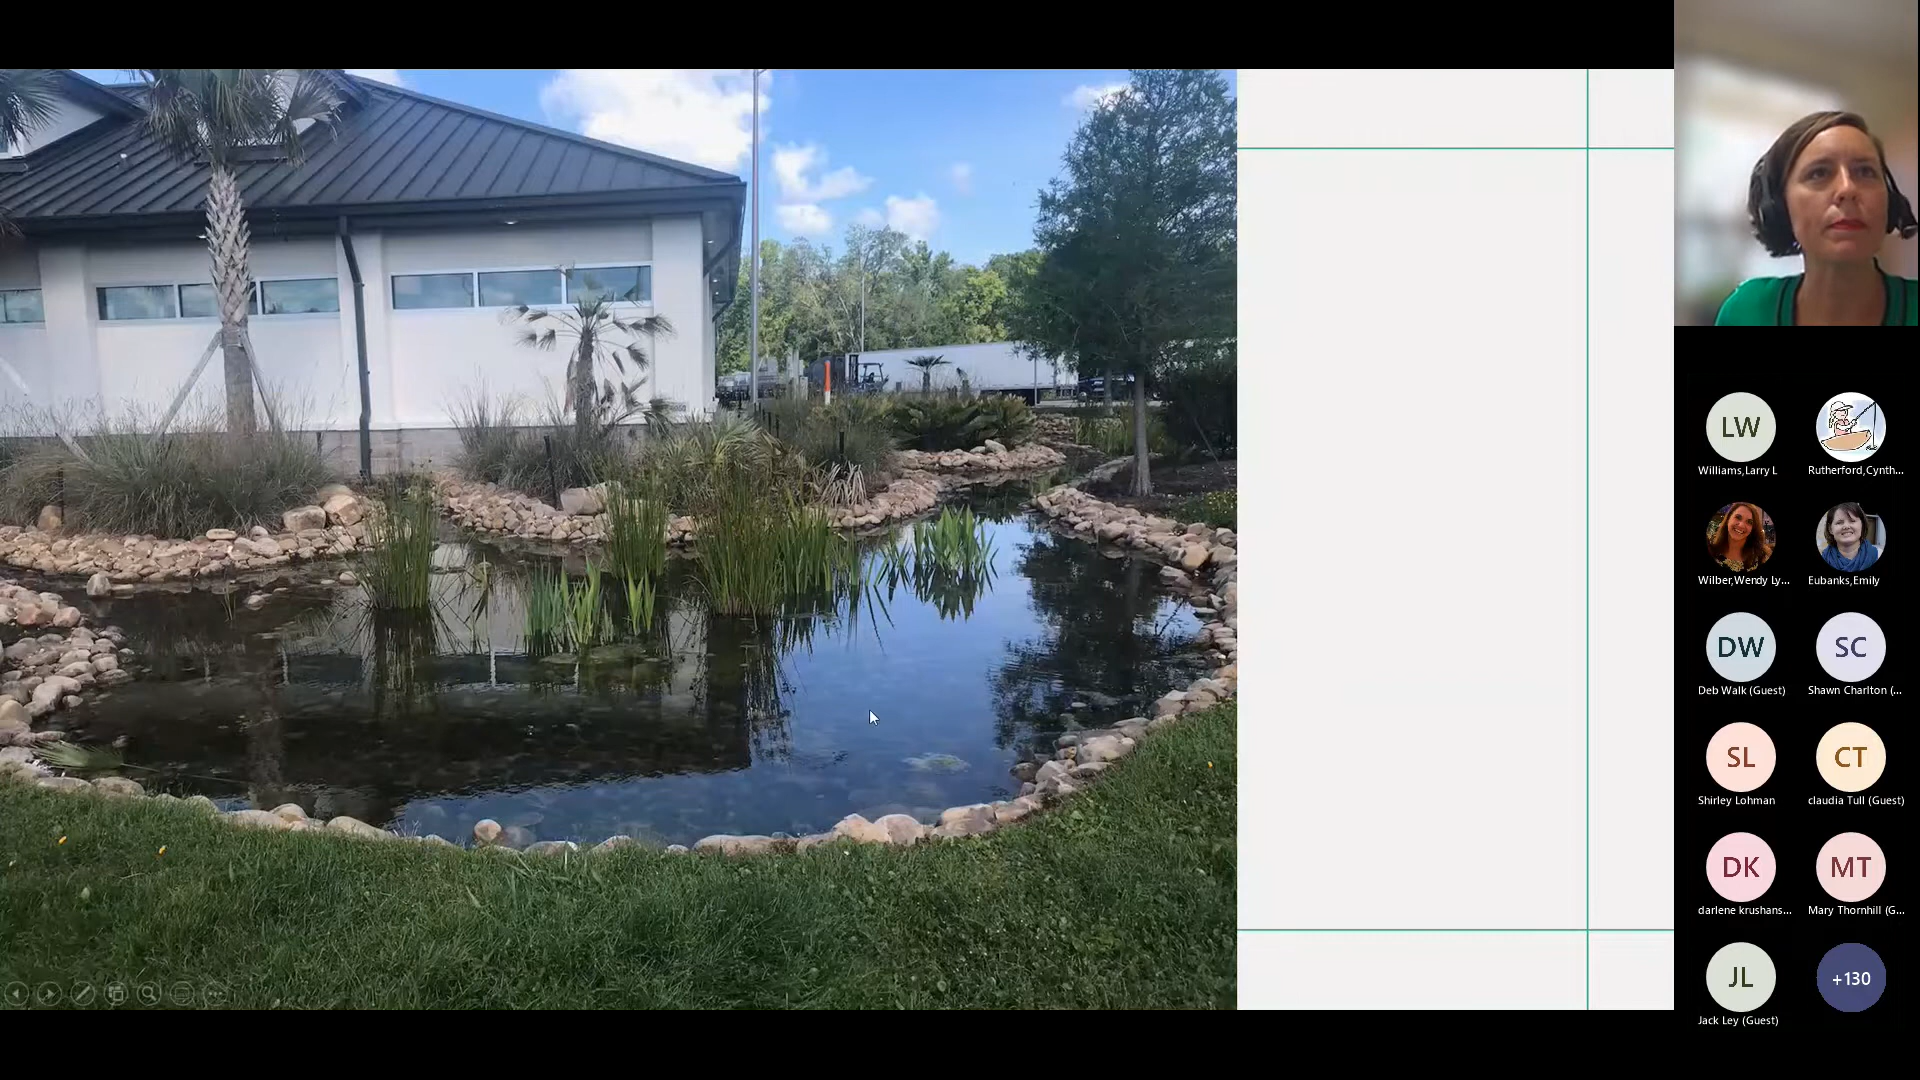 LW
Williams,Larry L
Rutherford,Cynth...
Wilber,Wendy Ly...
Eubanks,Emily
DW
Deb Walk (Guest)
SC
Shawn Charlton (...
SL
Shirley Lohman
CT
claudia Tull (Guest)
DK
darlene krushans...
MT
Mary Thornhill (G...
JL
Jack Ley (Guest)
+130